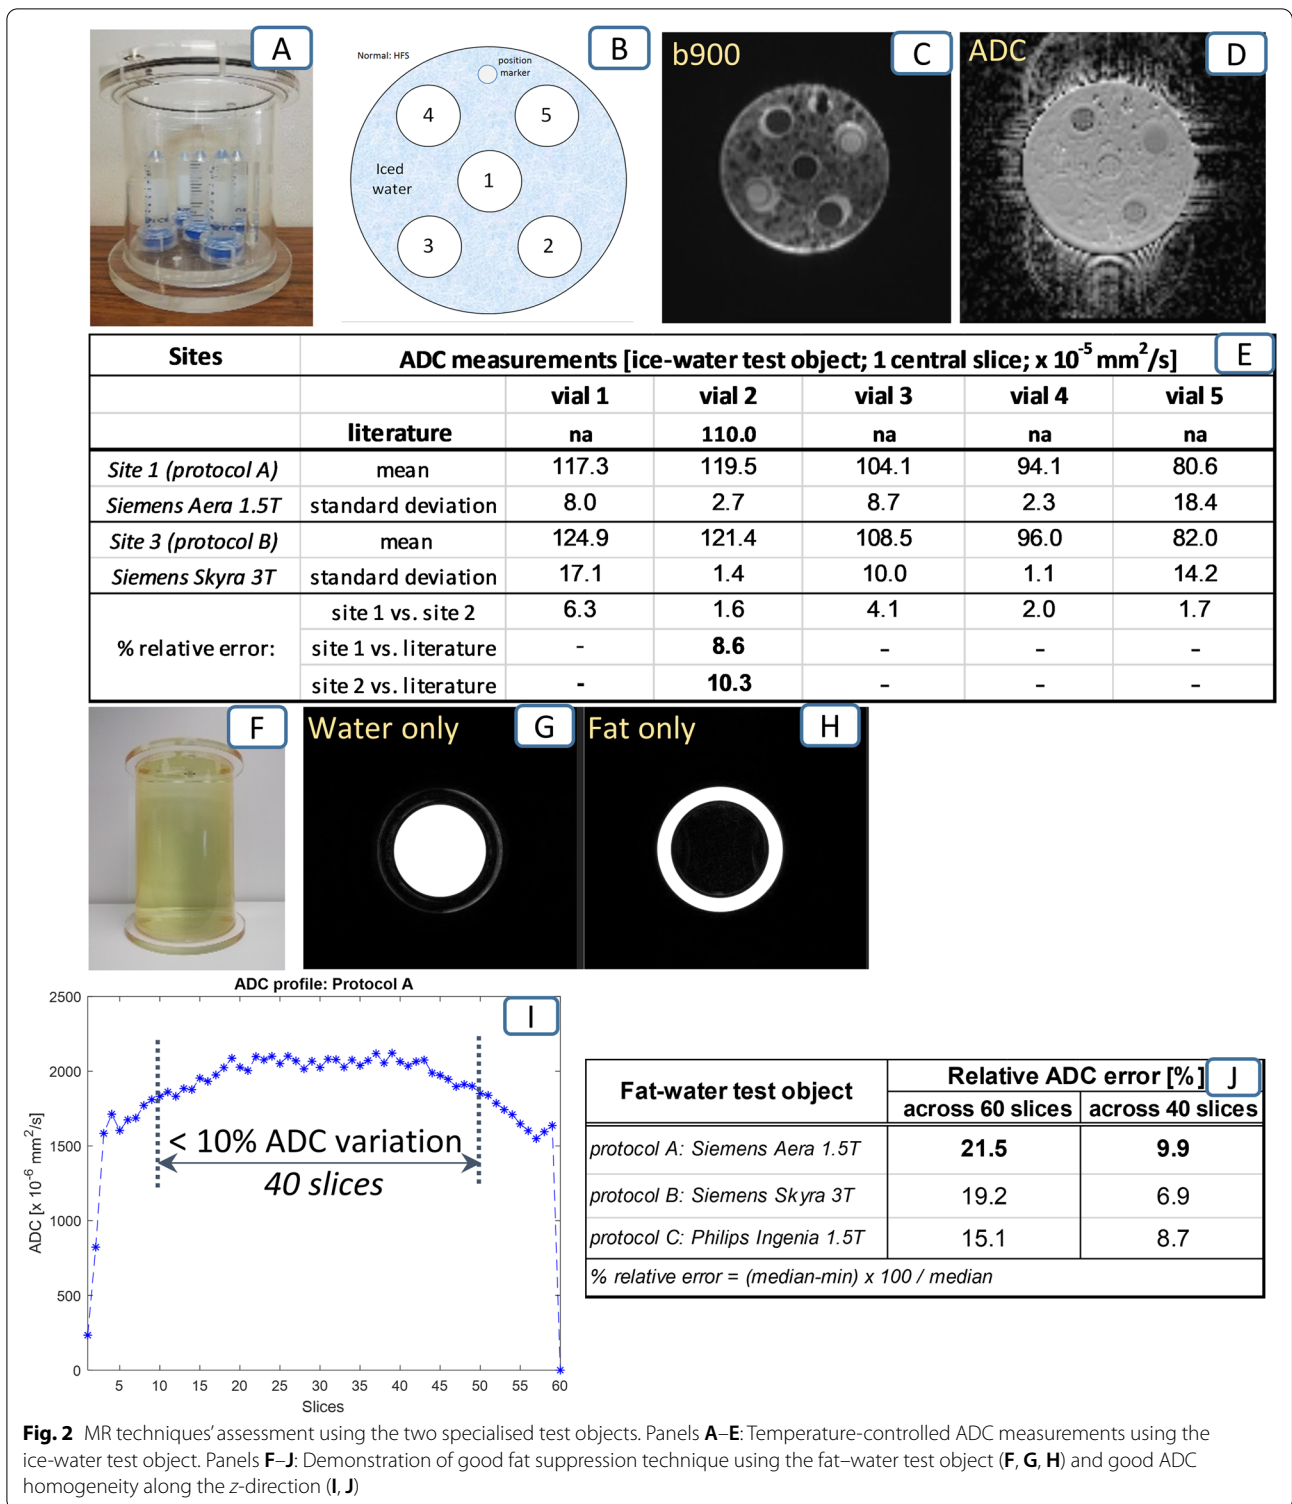 A
Normal: HFS
position
marker
B
4
5
Iced
water
1
3
2
b900
C
ADC
D
Sites
ADC measurements [ice-water test object; 1 central slice; x 10⁻⁵ mm²/s]
E
vial 1 vial 2 vial 3 vial 4 vial 5
literature na 110.0 na na na
Site 1 (protocol A) mean 117.3 119.5 104.1 94.1 80.6
Siemens Aera 1.5T standard deviation 8.0 2.7 8.7 2.3 18.4
Site 3 (protocol B) mean 124.9 121.4 108.5 96.0 82.0
Siemens Skyra 3T standard deviation 17.1 1.4 10.0 1.1 14.2
site 1 vs. site 2 6.3 1.6 4.1 2.0 1.7
% relative error: site 1 vs. literature - 8.6 – – –
site 2 vs. literature - 10.3 – – –
F
Water only
G
Fat only
H
ADC profile: Protocol A
I
2500
2000
1500
1000
500
0
ADC [x 10⁻⁶ mm²/s]
< 10% ADC variation
40 slices
5 10 15 20 25 30 35 40 45 50 55 60
Slices
Fat-water test object
Relative ADC error [%]
J
across 60 slices across 40 slices
protocol A: Siemens Aera 1.5T 21.5 9.9
protocol B: Siemens Skyra 3T 19.2 6.9
protocol C: Philips Ingenia 1.5T 15.1 8.7
% relative error = (median-min) x 100 / median
Fig. 2 MR techniques' assessment using the two specialised test objects. Panels A–E: Temperature-controlled ADC measurements using the
ice-water test object. Panels F–J: Demonstration of good fat suppression technique using the fat–water test object (F, G, H) and good ADC
homogeneity along the z-direction (I, J)